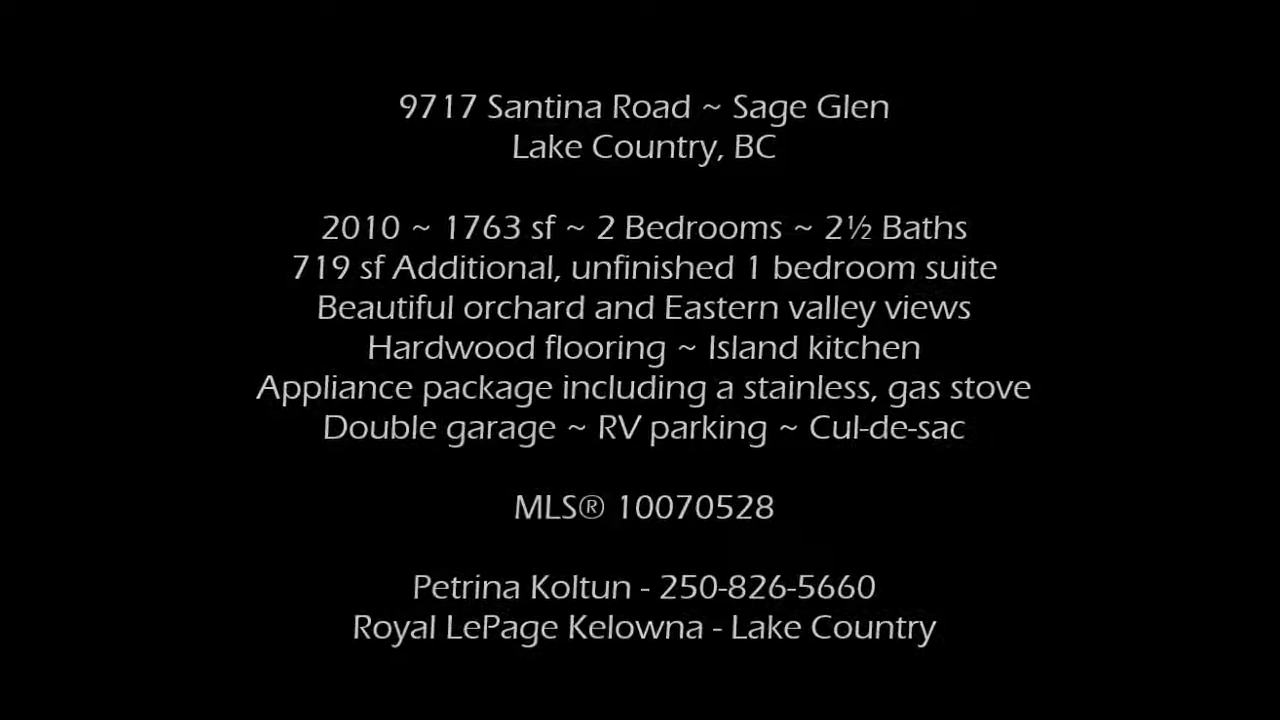 9717 Santina Road ~ Sage Glen
Lake Country, BC
2010 ~ 1763 sf ~ 2 Bedrooms ~ 2½ Baths
719 sf Additional, unfinished 1 bedroom suite
Beautiful orchard and Eastern valley views
Hardwood flooring ~ Island kitchen
Appliance package including a stainless, gas stove
Double garage ~ RV parking ~ Cul-de-sac
MLS® 10070528
Petrina Koltun - 250-826-5660
Royal LePage Kelowna - Lake Country